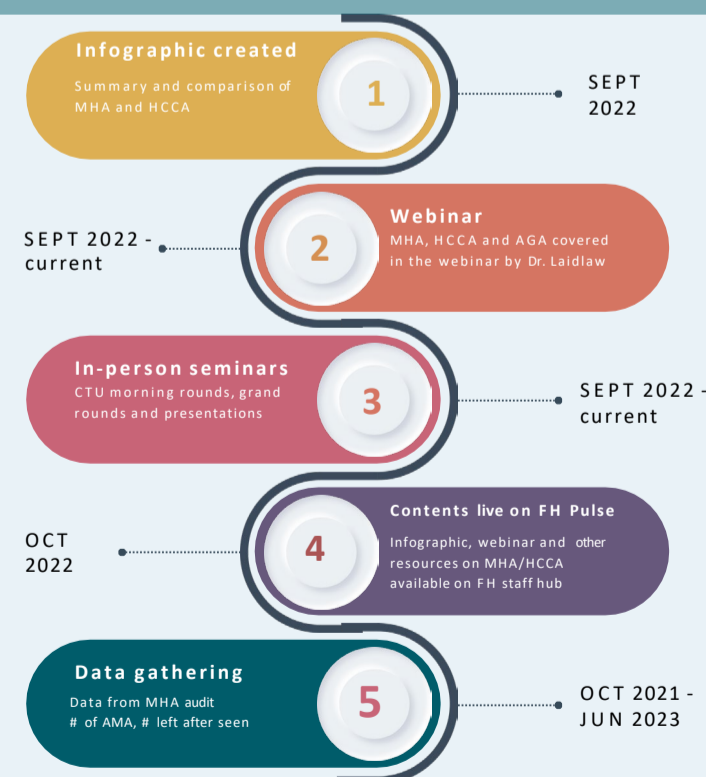 Infographic created
Summary and comparison of
MHA and HCCA
1
SEPT
2022
SEPT 2022 -
current
2
Webinar
MHA, HCCA and AGA covered
in the webinar by Dr. Laidlaw
In-person seminars
CTU morning rounds, grand
rounds and presentations
3
SEPT 2022 -
current
OCT
2022
4
Contents live on FH Pulse
Infographic, webinar and other
resources on MHA/HCCA
available on FH staff hub
Data gathering
Data from MHA audit
# of AMA, # left after seen
5
OCT 2021 -
JUN 2023